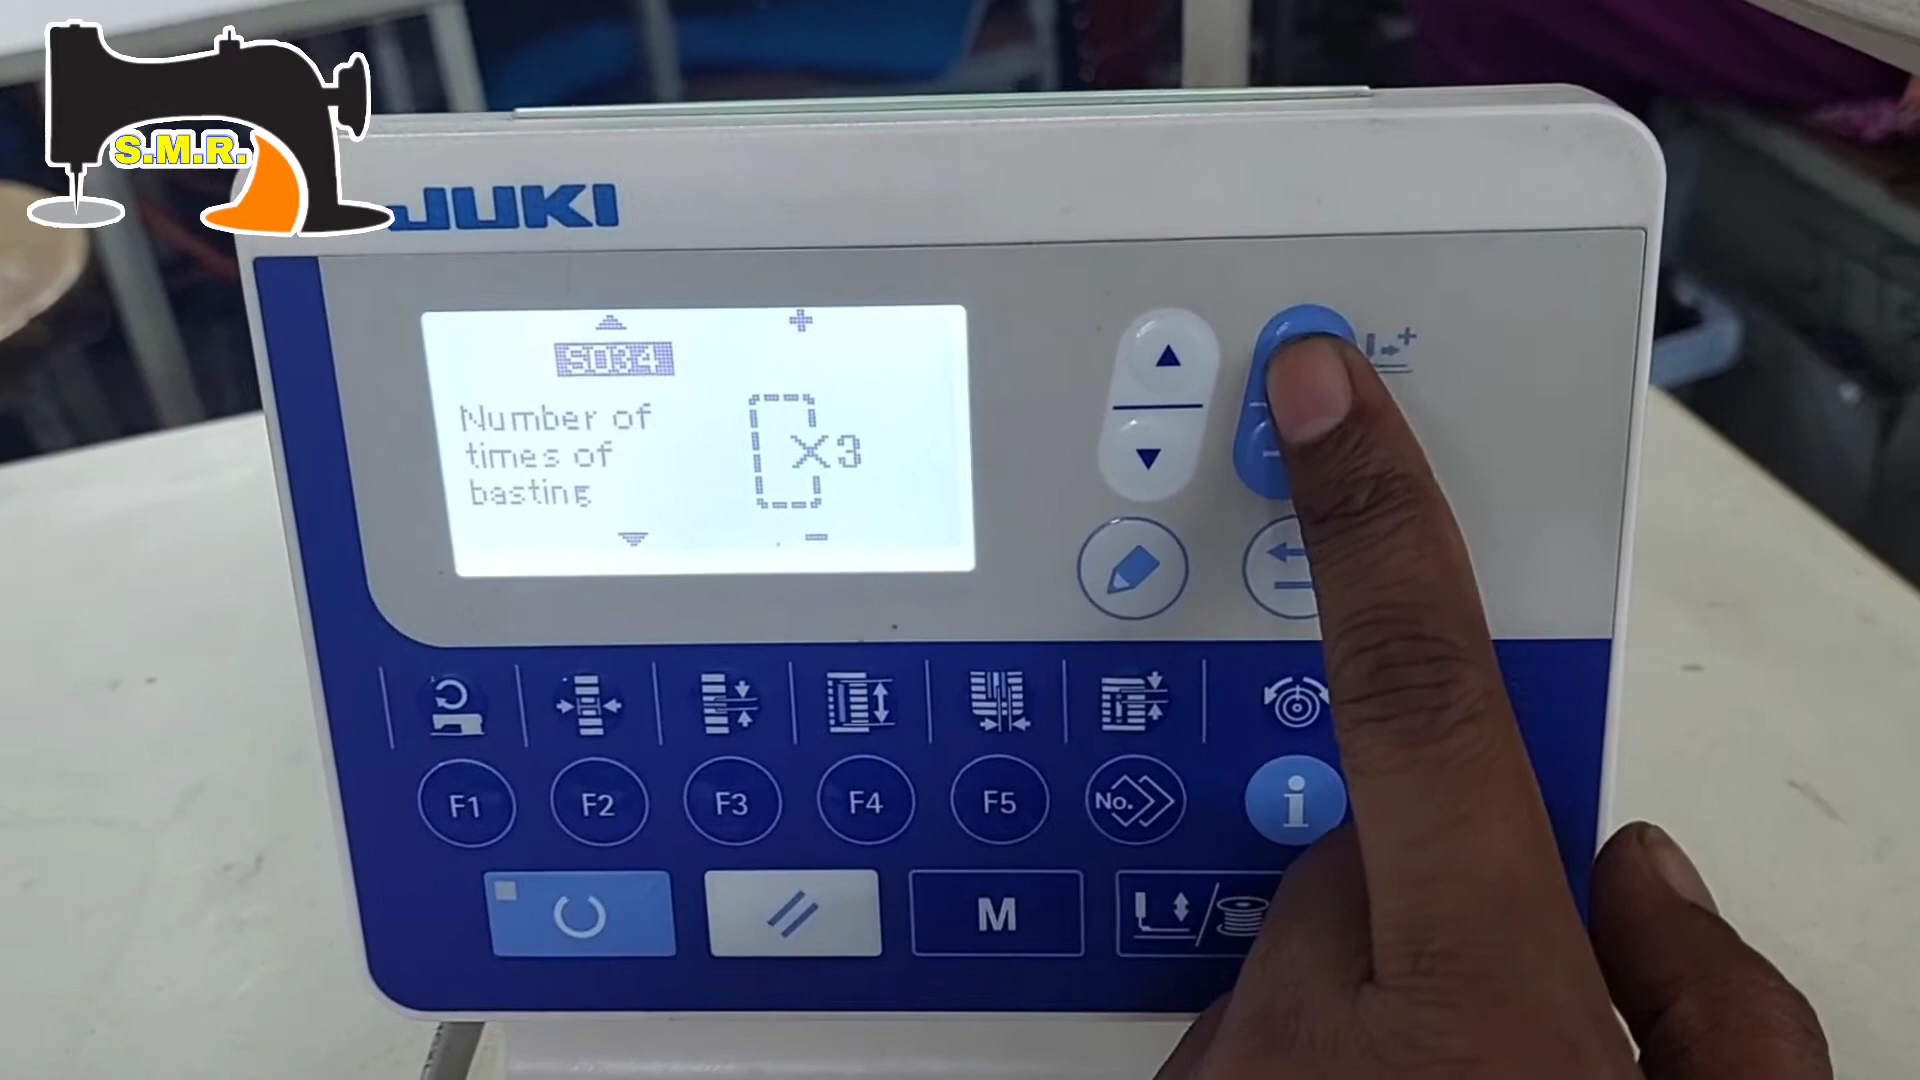 S.M.R.
JUKI
S034
Number of
times of
basting
X3
F1
F2
F3
F4
F5
No.
i
M